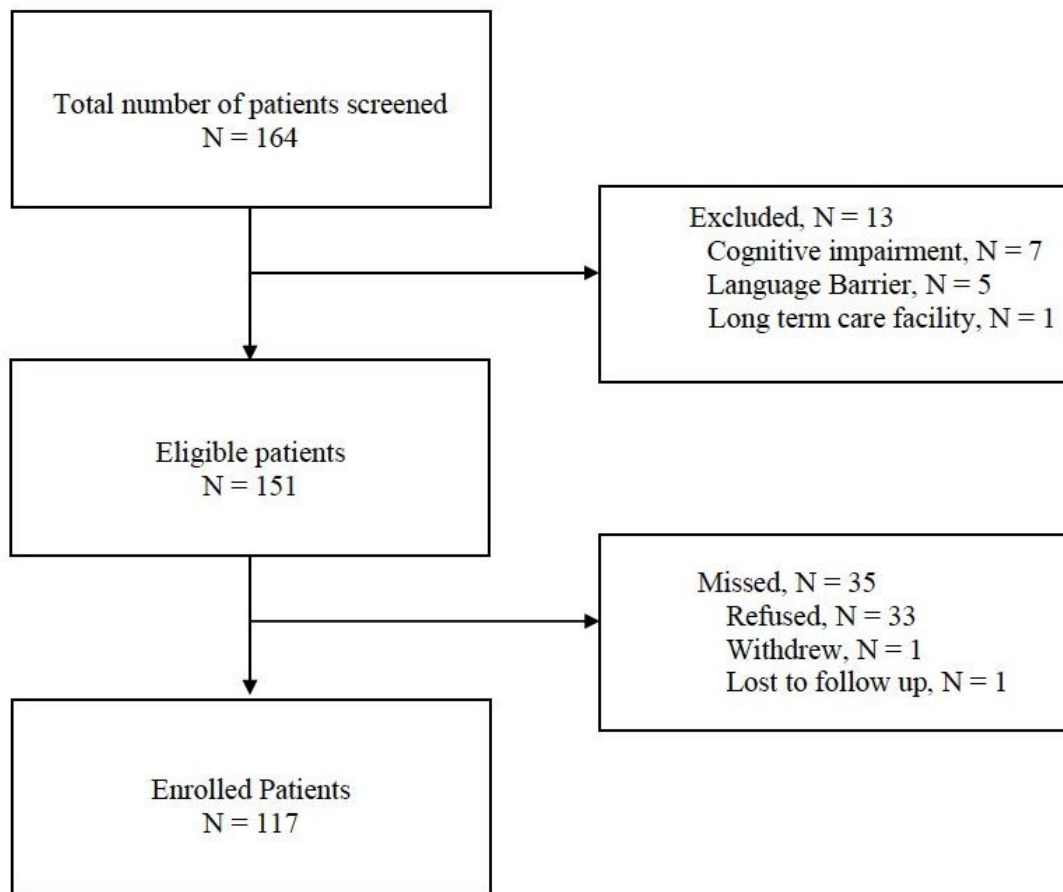 Total number of patients screened
N = 164
Excluded, N = 13
Cognitive impairment, N = 7
Language Barrier, N = 5
Long term care facility, N = 1
Eligible patients
N = 151
Missed, N = 35
Refused, N = 33
Withdrew, N = 1
Lost to follow up, N = 1
Enrolled Patients
N = 117